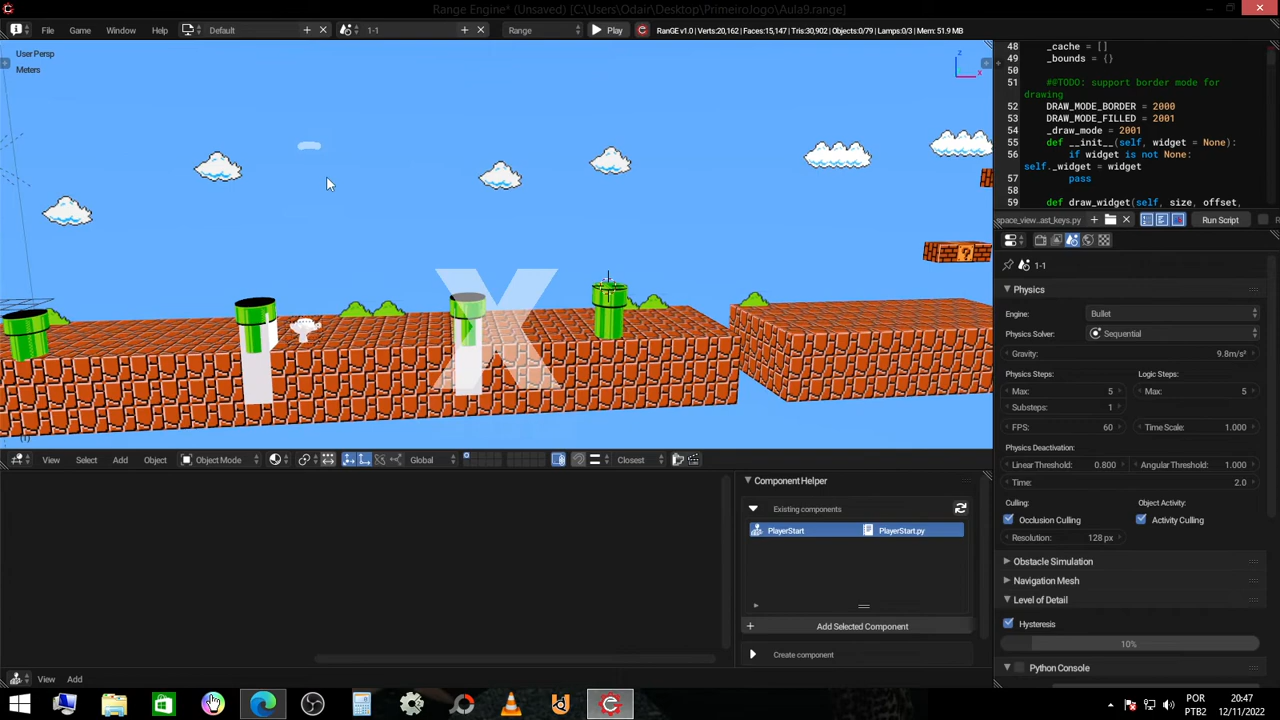 Range Engine* (Unsaved) [C:\Users\Odair\Desktop\PrimeiroJogo\Aula9.range]
File Game Window Help Default 1-1 Range Play RanGE v1.0 | Verts:20,162 | Faces:15,147 | Tris:30,902 | Objects:0/79 | Lamps:0/3 | Mem: 51.9 MB
User Persp
Meters
z
x
48 _cache = []
49 _bounds = {}
50
51 ##@TODO: support border mode for
drawing
52 DRAW_MODE_BORDER = 2000
53 DRAW_MODE_FILLED = 2001
54 _draw_mode = 2001
55 def __init__(self, widget = None):
56 if widget is not None:
self._widget = widget
57 pass
58
59 def draw_widget(self, size, offset,
space_view...ast_keys.py Run Script
1-1
Physics
Engine: Bullet
Physics Solver: Sequential
Gravity: 9.8m/s²
Physics Steps: Logic Steps:
Max: 5 Max: 5
Substeps: 1
FPS: 60 Time Scale: 1.000
Physics Deactivation:
Linear Threshold: 0.800 Angular Threshold: 1.000
Time: 2.0
Culling: Object Activity:
Occlusion Culling Activity Culling
Resolution: 128 px
Obstacle Simulation
Navigation Mesh
Level of Detail
Hysteresis
10%
Python Console
?
X
(1)
View Select Add Object Object Mode Global Closest
Component Helper
Existing components
PlayerStart PlayerStart.py
Add Selected Component
Create component
View Add
POR
PTB2
20:47
12/11/2022